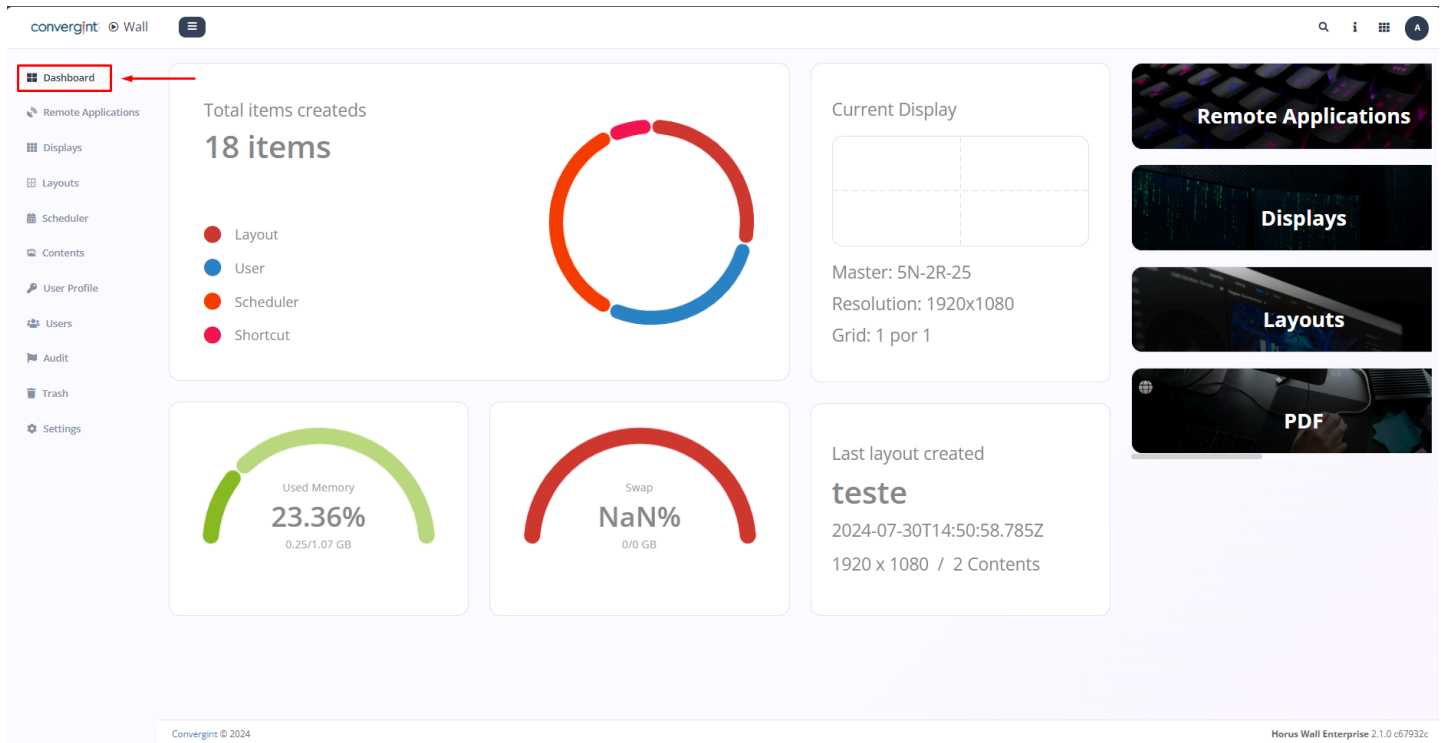 convergint Wall
A
Dashboard
Remote Applications
Displays
Layouts
Scheduler
Contents
User Profile
Users
Audit
Trash
Settings
Total items createds
18 items
Layout
User
Scheduler
Shortcut
Current Display
Master: 5N-2R-25
Resolution: 1920x1080
Grid: 1 por 1
Remote Applications
Displays
Layouts
PDF
Used Memory
23.36%
0.25/1.07 GB
Swap
NaN%
0/0 GB
Last layout created
teste
2024-07-30T14:50:58.785Z
1920 x 1080 / 2 Contents
Convergint © 2024
Horus Wall Enterprise 2.1.0 c67932c